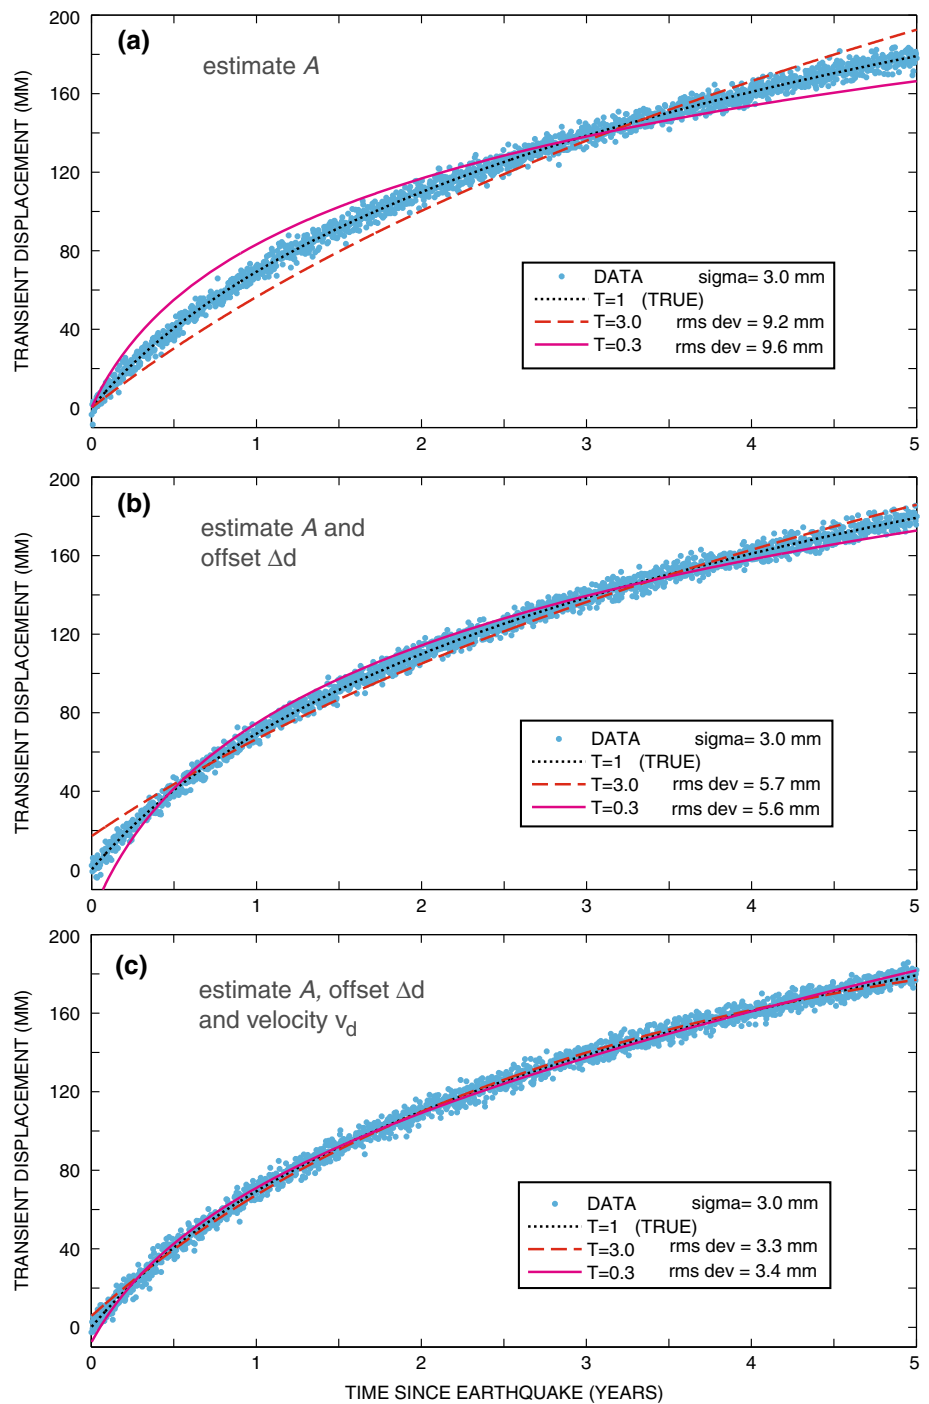 (a)
estimate A
TRANSIENT DISPLACEMENT (MM)
200
160
120
80
40
0
DATA sigma= 3.0 mm
T=1 (TRUE)
T=3.0 rms dev = 9.2 mm
T=0.3 rms dev = 9.6 mm
0 1 2 3 4 5
(b)
estimate A and
offset Δd
TRANSIENT DISPLACEMENT (MM)
200
160
120
80
40
0
DATA sigma= 3.0 mm
T=1 (TRUE)
T=3.0 rms dev = 5.7 mm
T=0.3 rms dev = 5.6 mm
0 1 2 3 4 5
(c)
estimate A, offset Δd
and velocity vd
TRANSIENT DISPLACEMENT (MM)
200
160
120
80
40
0
DATA sigma= 3.0 mm
T=1 (TRUE)
T=3.0 rms dev = 3.3 mm
T=0.3 rms dev = 3.4 mm
0 1 2 3 4 5
TIME SINCE EARTHQUAKE (YEARS)